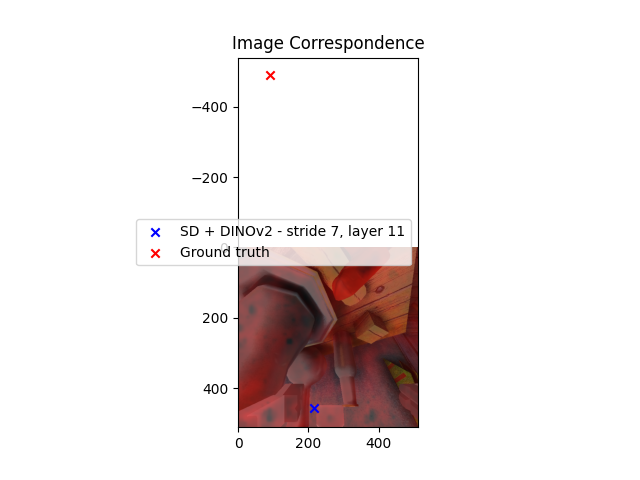 Image Correspondence
−400
−200
0
SD + DINOv2 - stride 7, layer 11
Ground truth
200
400
0 200 400